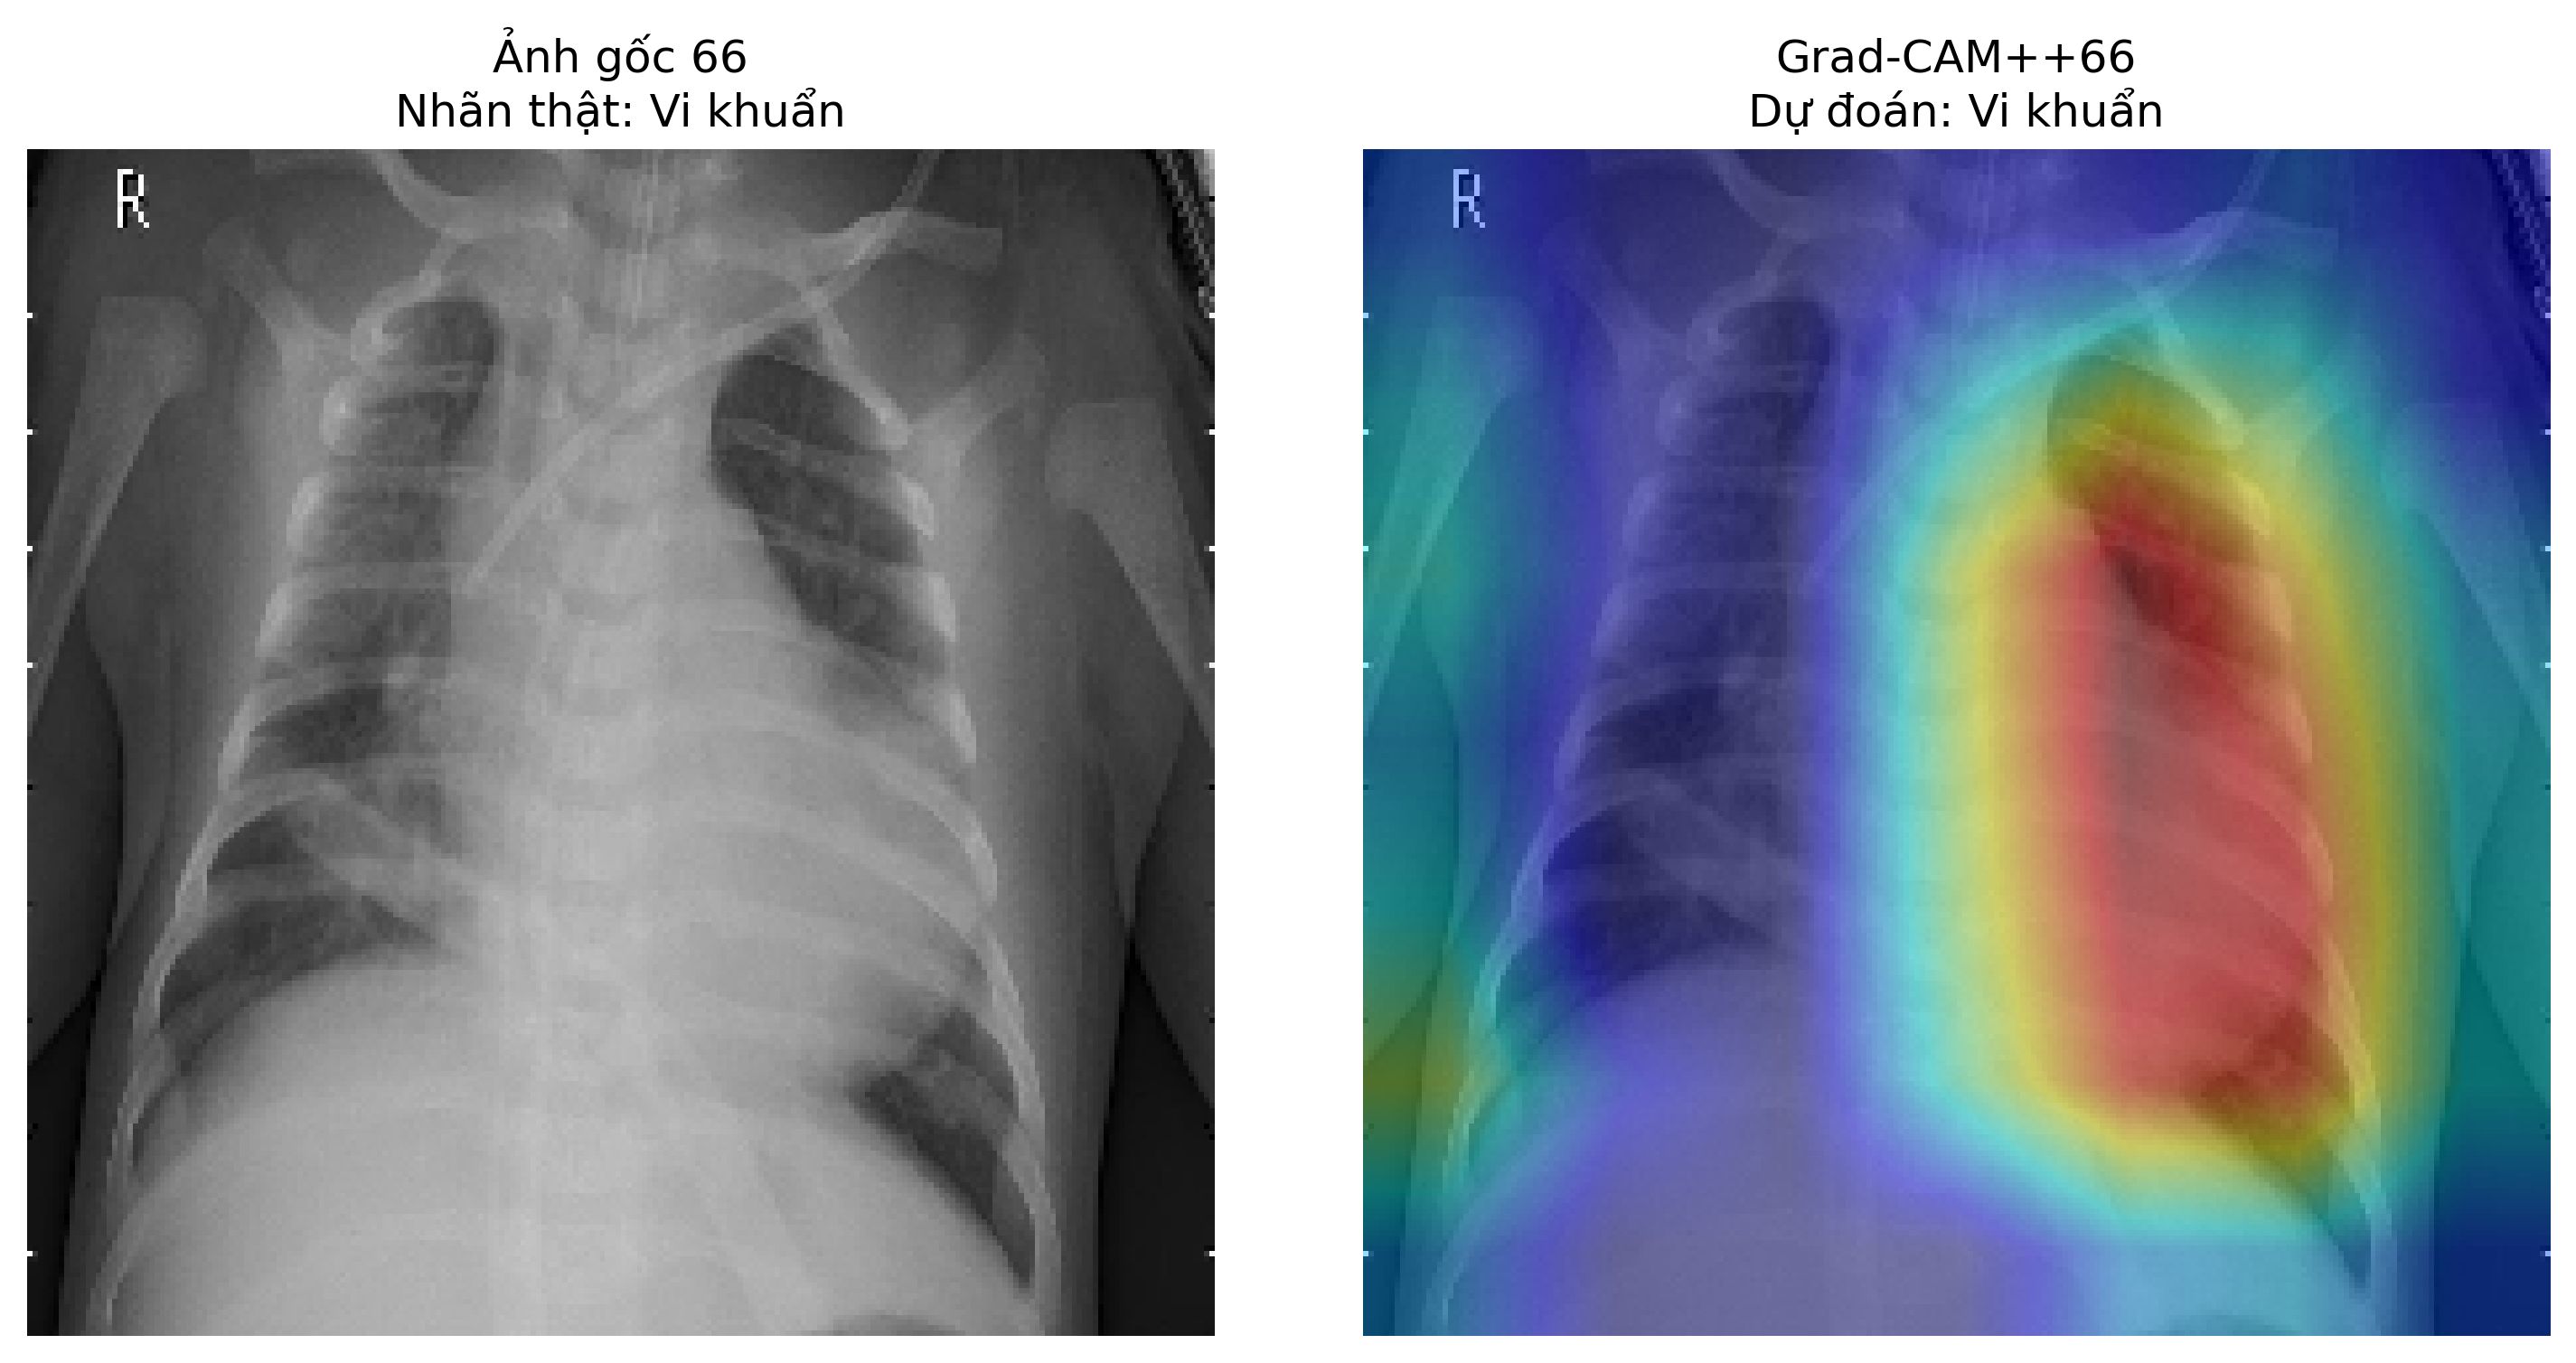 Ảnh gốc 66
Nhãn thật: Vi khuẩn
R
Grad-CAM++66
Dự đoán: Vi khuẩn
R